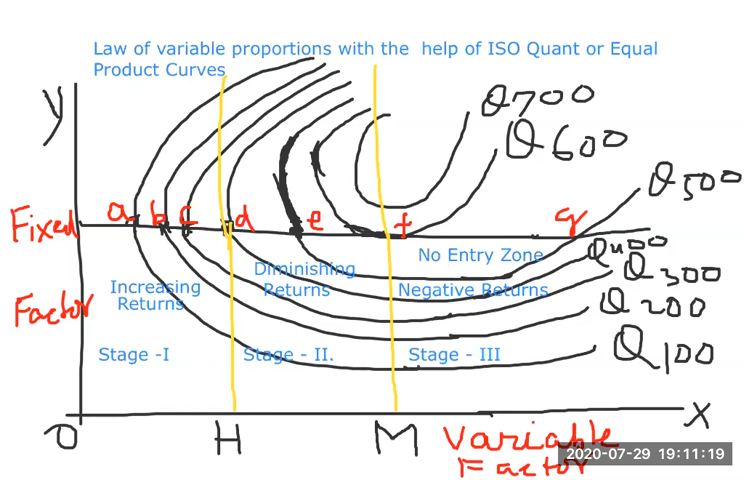 Law of variable proportions with the help of ISO Quant or Equal
Product Curves
y
Q700
Q600
Q500
a b c d e f g
Fixed
Factor
No Entry Zone
Q400
Increasing
Returns
Diminishing
Returns
Negative Returns
Q300
Q200
Stage -I
Stage - II.
Stage - III
Q100
O
H
M
X
Variable
Factor
2020-07-29 19:11:19